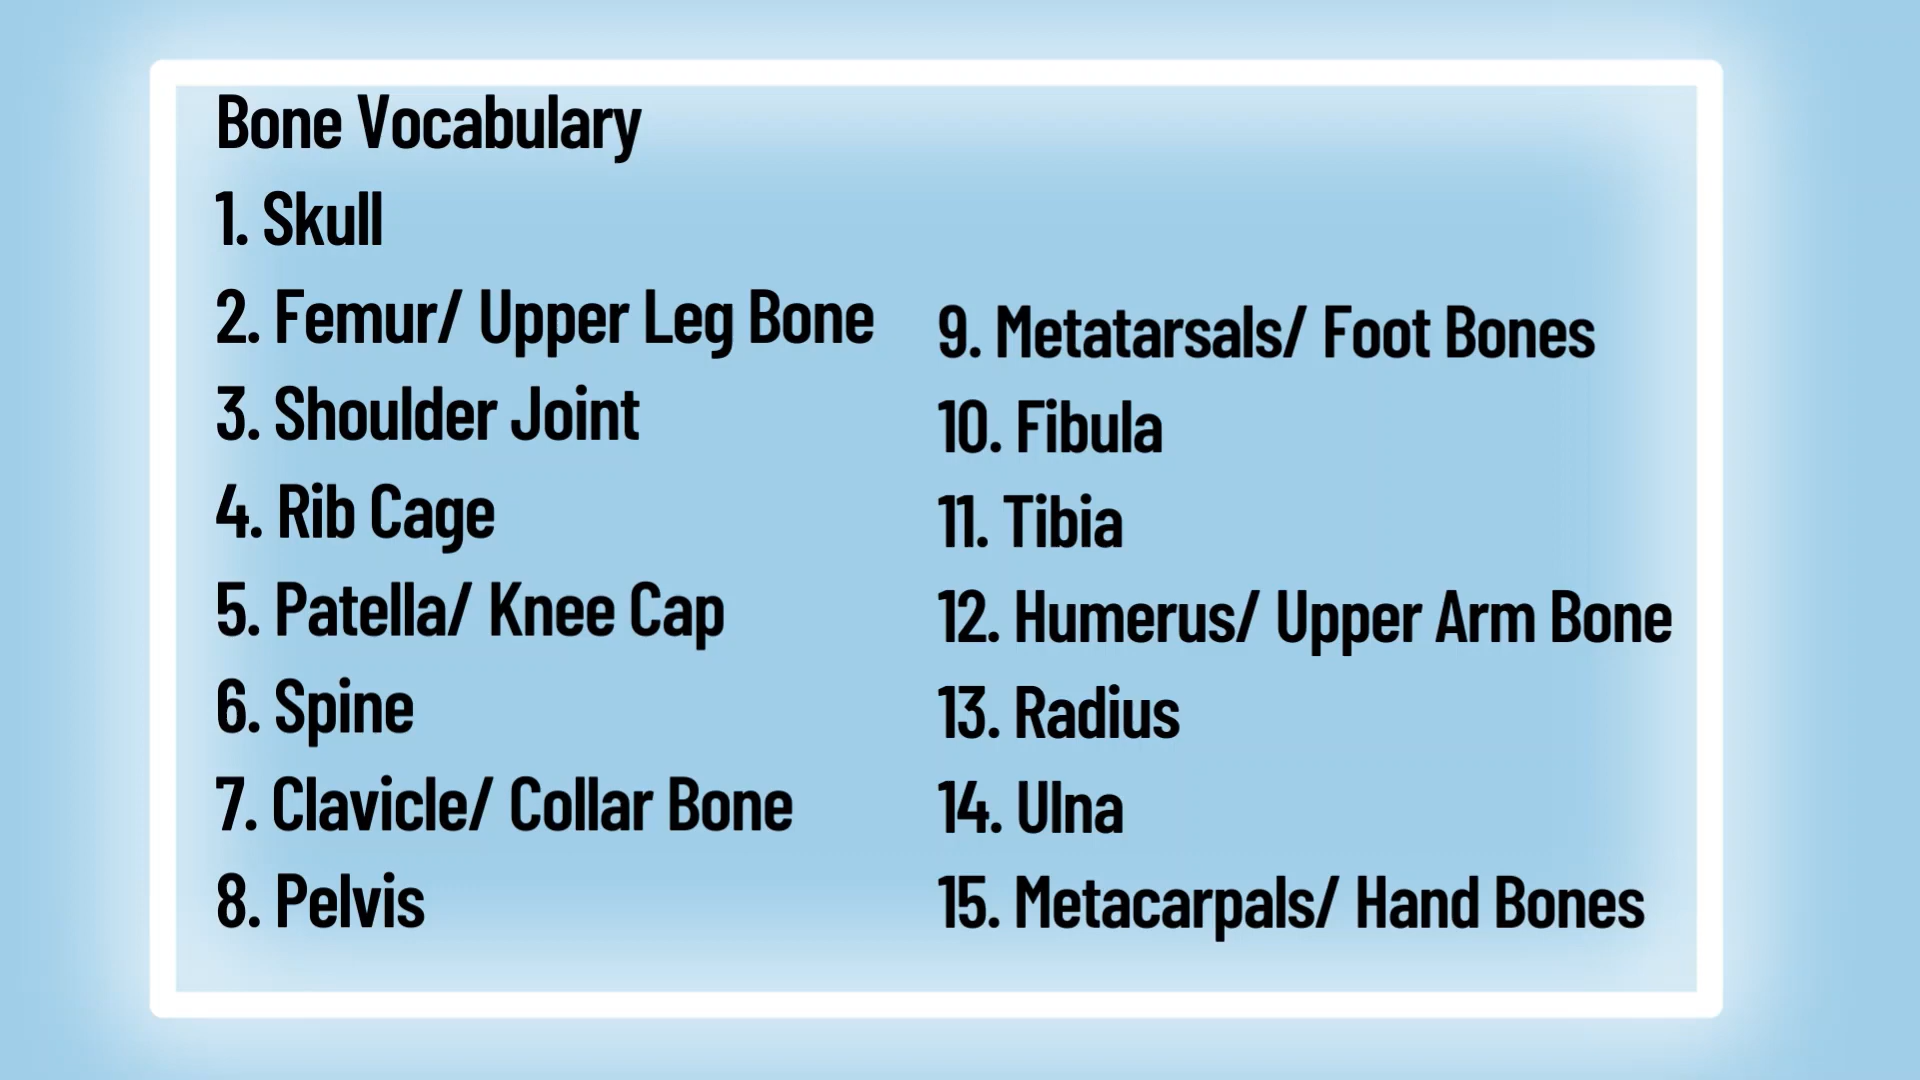 Bone Vocabulary
1. Skull
2. Femur/ Upper Leg Bone
3. Shoulder Joint
4. Rib Cage
5. Patella/ Knee Cap
6. Spine
7. Clavicle/ Collar Bone
8. Pelvis
9. Metatarsals/ Foot Bones
10. Fibula
11. Tibia
12. Humerus/ Upper Arm Bone
13. Radius
14. Ulna
15. Metacarpals/ Hand Bones